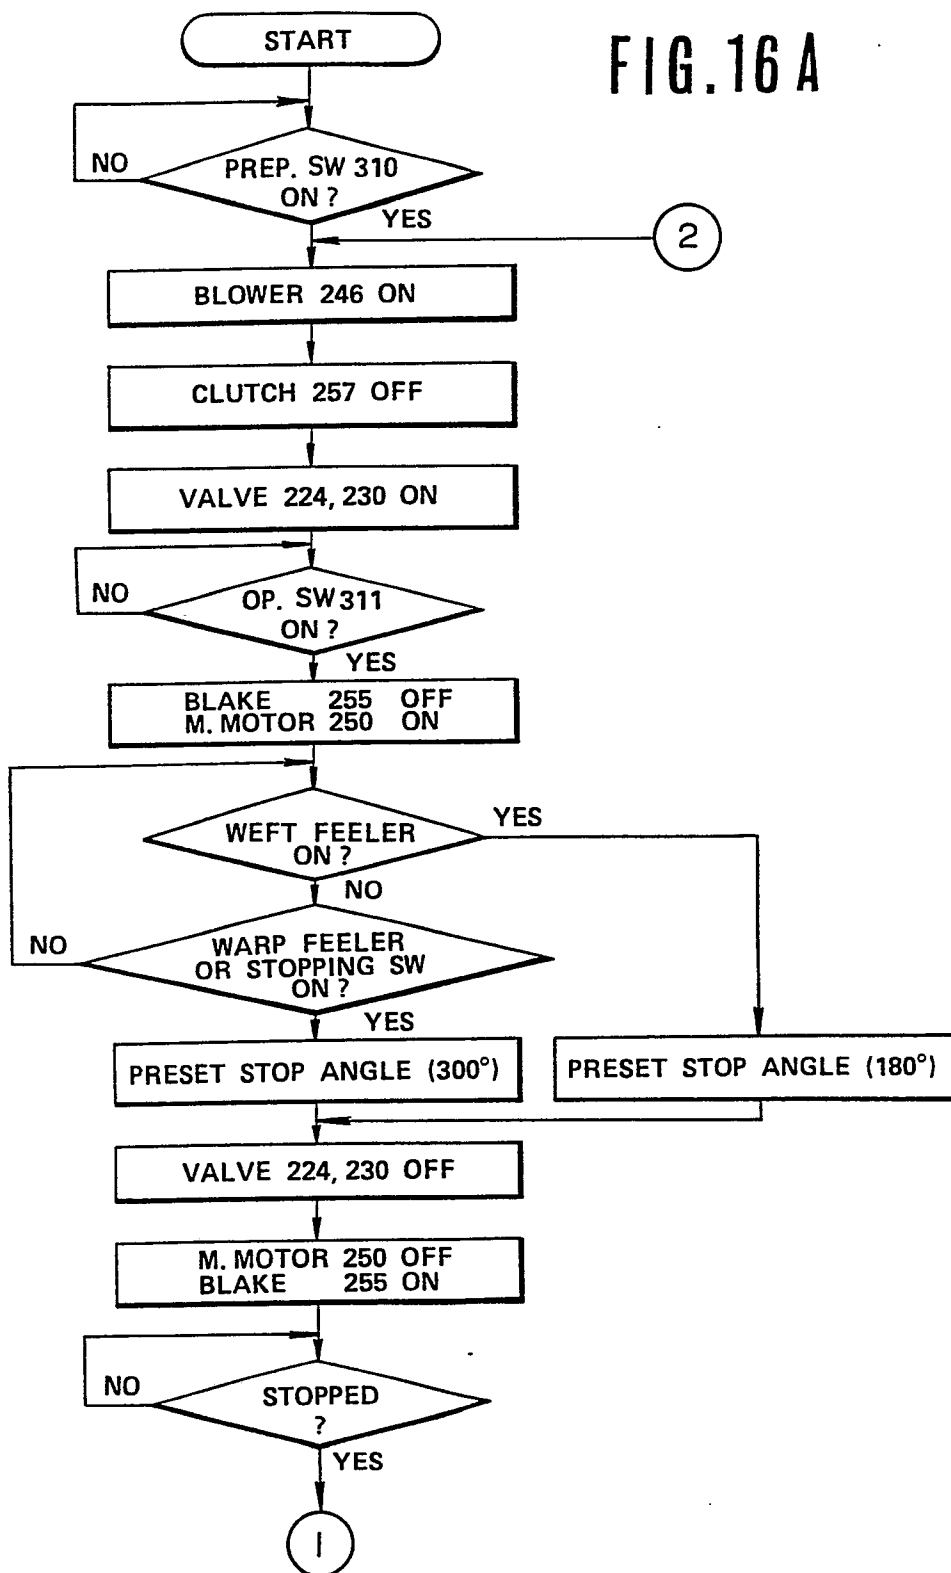 FIG.16 A
START
PREP. SW 310
ON ?
NO
YES
2
BLOWER 246 ON
CLUTCH 257 OFF
VALVE 224, 230 ON
OP. SW 311
ON ?
NO
YES
BLAKE 255 OFF
M. MOTOR 250 ON
WEFT FEELER
ON ?
YES
NO
WARP FEELER
OR STOPPING SW
ON ?
NO
YES
PRESET STOP ANGLE (300°)
PRESET STOP ANGLE (180°)
VALVE 224, 230 OFF
M. MOTOR 250 OFF
BLAKE 255 ON
STOPPED
?
NO
YES
1